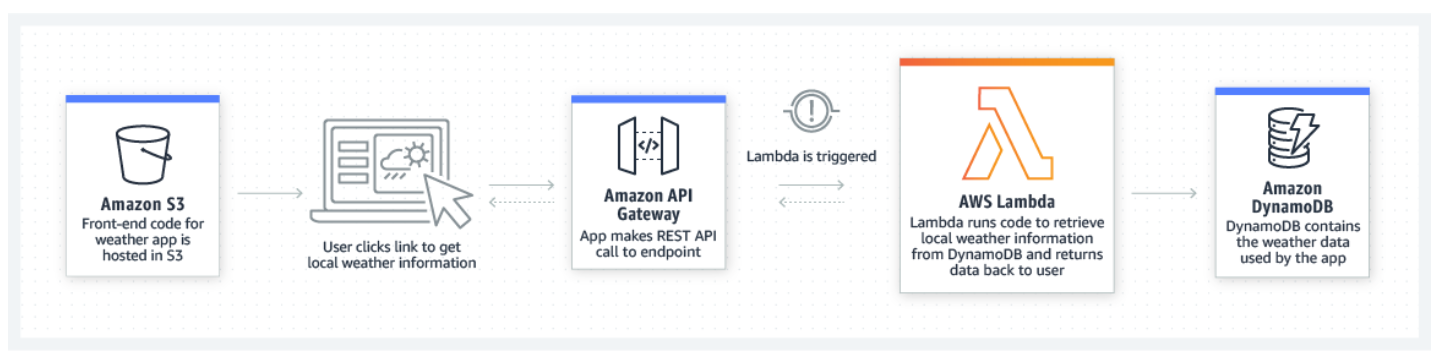 Amazon S3
Front-end code for
weather app is
hosted in S3
User clicks link to get
local weather information
</>
Amazon API
Gateway
App makes REST API
call to endpoint
!
Lambda is triggered
AWS Lambda
Lambda runs code to retrieve
local weather information
from DynamoDB and returns
data back to user
Amazon
DynamoDB
DynamoDB contains
the weather data
used by the app